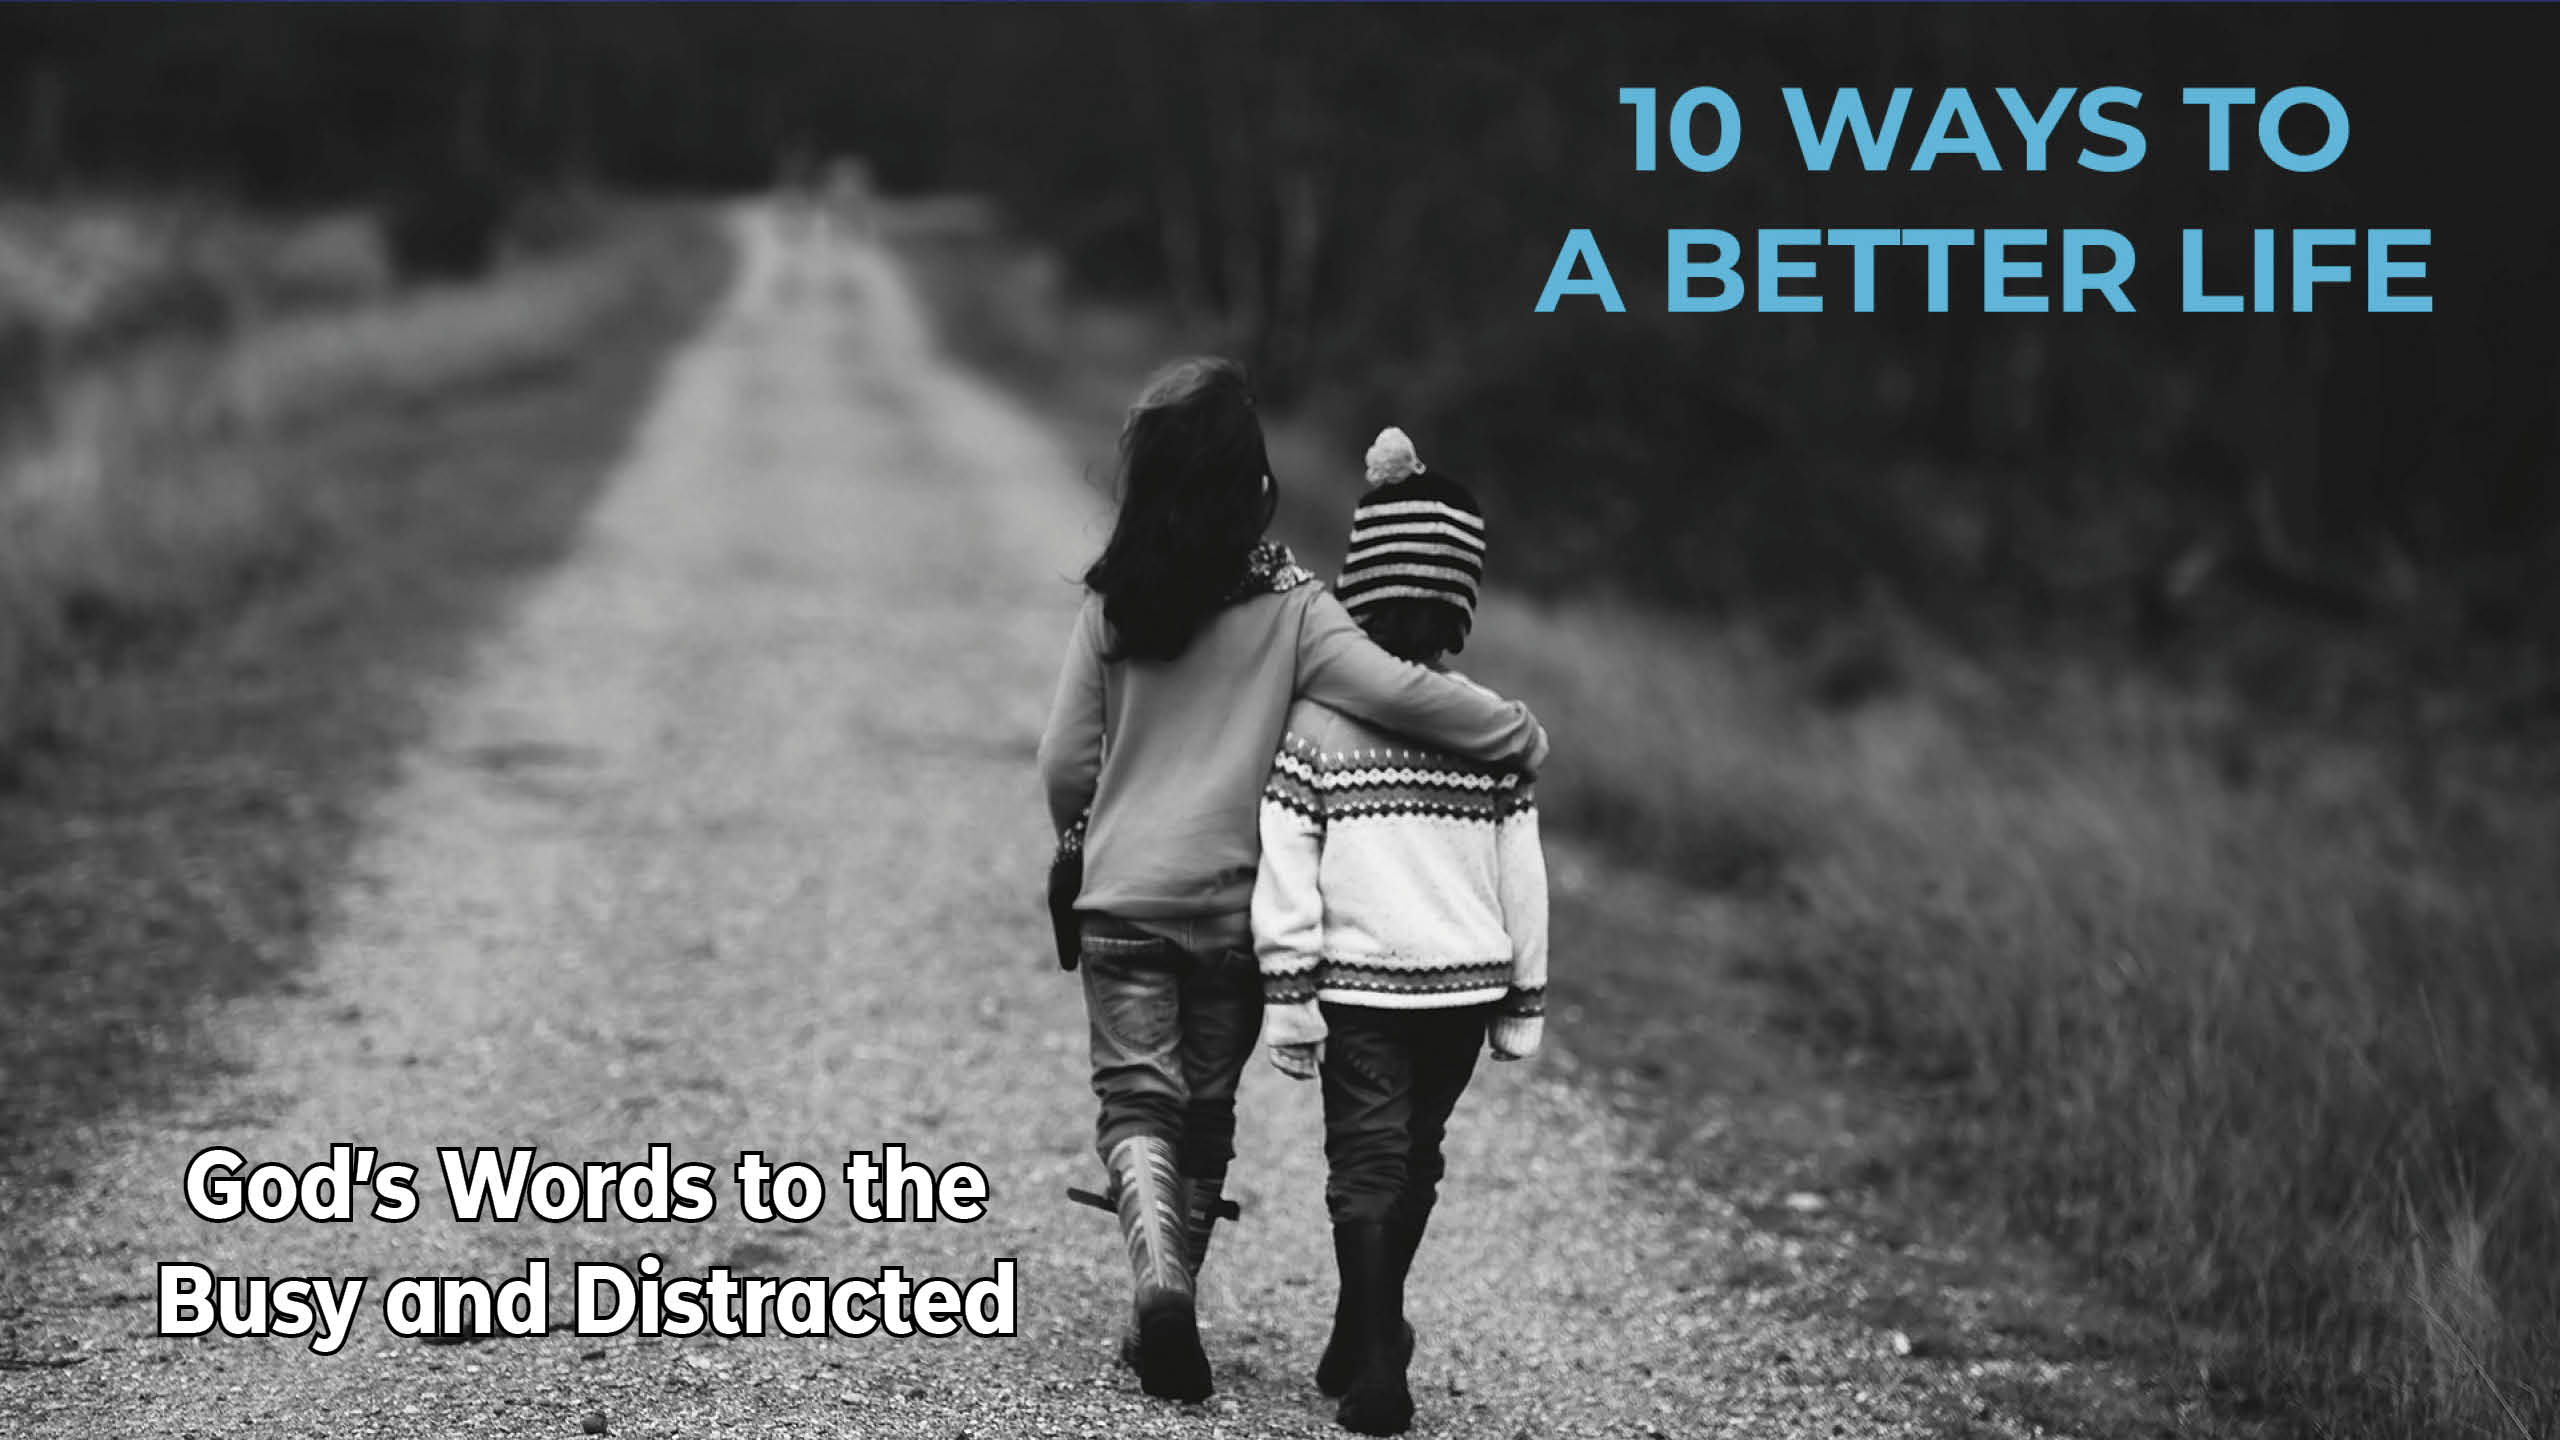 10 WAYS TO
A BETTER LIFE
God's Words to the
Busy and Distracted